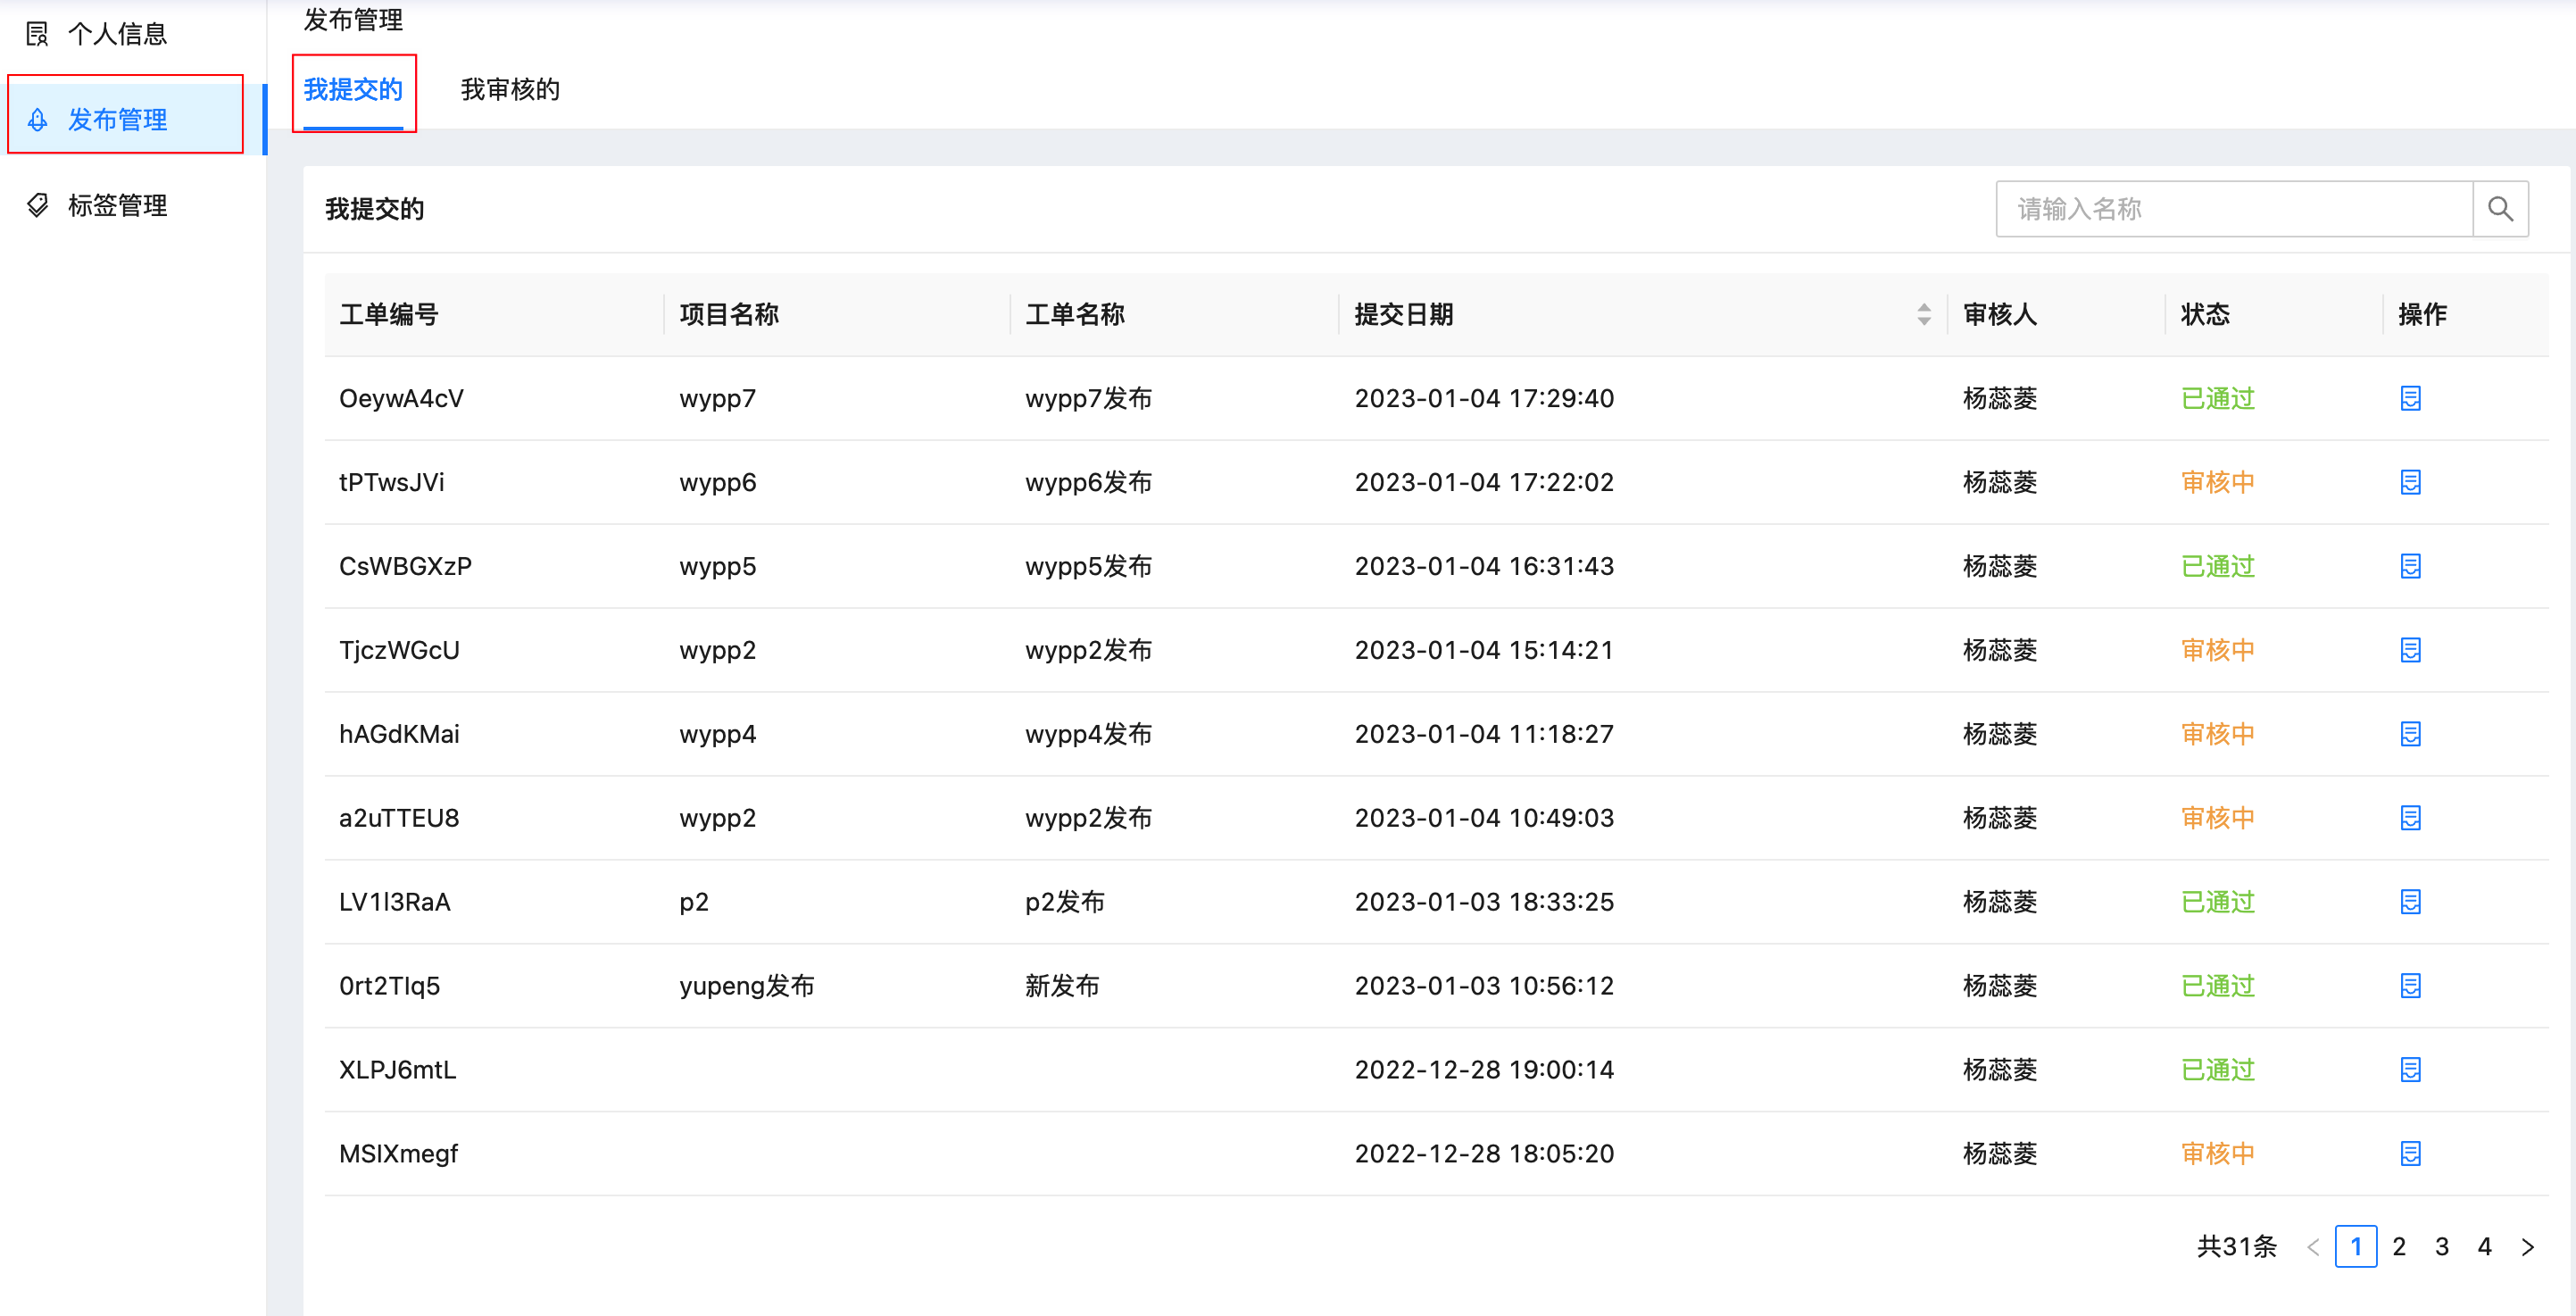 个人信息
发布管理
标签管理
发布管理
我提交的 我审核的
我提交的 请输入名称
工单编号 项目名称 工单名称 提交日期 审核人 状态 操作
OeywA4cV wypp7 wypp7发布 2023-01-04 17:29:40 杨蕊菱 已通过
tPTwsJVi wypp6 wypp6发布 2023-01-04 17:22:02 杨蕊菱 审核中
CsWBGXzP wypp5 wypp5发布 2023-01-04 16:31:43 杨蕊菱 已通过
TjczWGcU wypp2 wypp2发布 2023-01-04 15:14:21 杨蕊菱 审核中
hAGdKMai wypp4 wypp4发布 2023-01-04 11:18:27 杨蕊菱 审核中
a2uTTEU8 wypp2 wypp2发布 2023-01-04 10:49:03 杨蕊菱 审核中
LV1l3RaA p2 p2发布 2023-01-03 18:33:25 杨蕊菱 已通过
0rt2TIq5 yupeng发布 新发布 2023-01-03 10:56:12 杨蕊菱 已通过
XLPJ6mtL 2022-12-28 19:00:14 杨蕊菱 已通过
MSIXmegf 2022-12-28 18:05:20 杨蕊菱 审核中
共31条 < 1 2 3 4 >